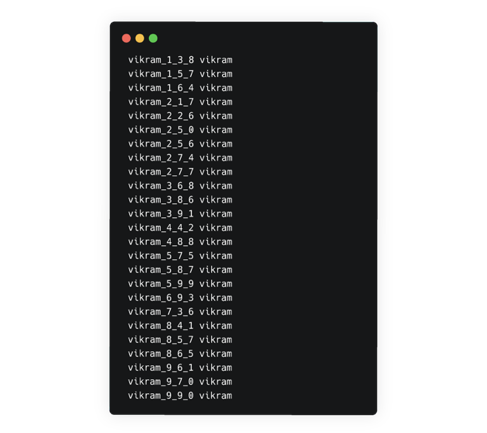 vikram_1_3_8 vikram
vikram_1_5_7 vikram
vikram_1_6_4 vikram
vikram_2_1_7 vikram
vikram_2_2_6 vikram
vikram_2_5_0 vikram
vikram_2_5_6 vikram
vikram_2_7_4 vikram
vikram_2_7_7 vikram
vikram_3_6_8 vikram
vikram_3_8_6 vikram
vikram_3_9_1 vikram
vikram_4_4_2 vikram
vikram_4_8_8 vikram
vikram_5_7_5 vikram
vikram_5_8_7 vikram
vikram_5_9_9 vikram
vikram_6_9_3 vikram
vikram_7_3_6 vikram
vikram_8_4_1 vikram
vikram_8_5_7 vikram
vikram_8_6_5 vikram
vikram_9_6_1 vikram
vikram_9_7_0 vikram
vikram_9_9_0 vikram